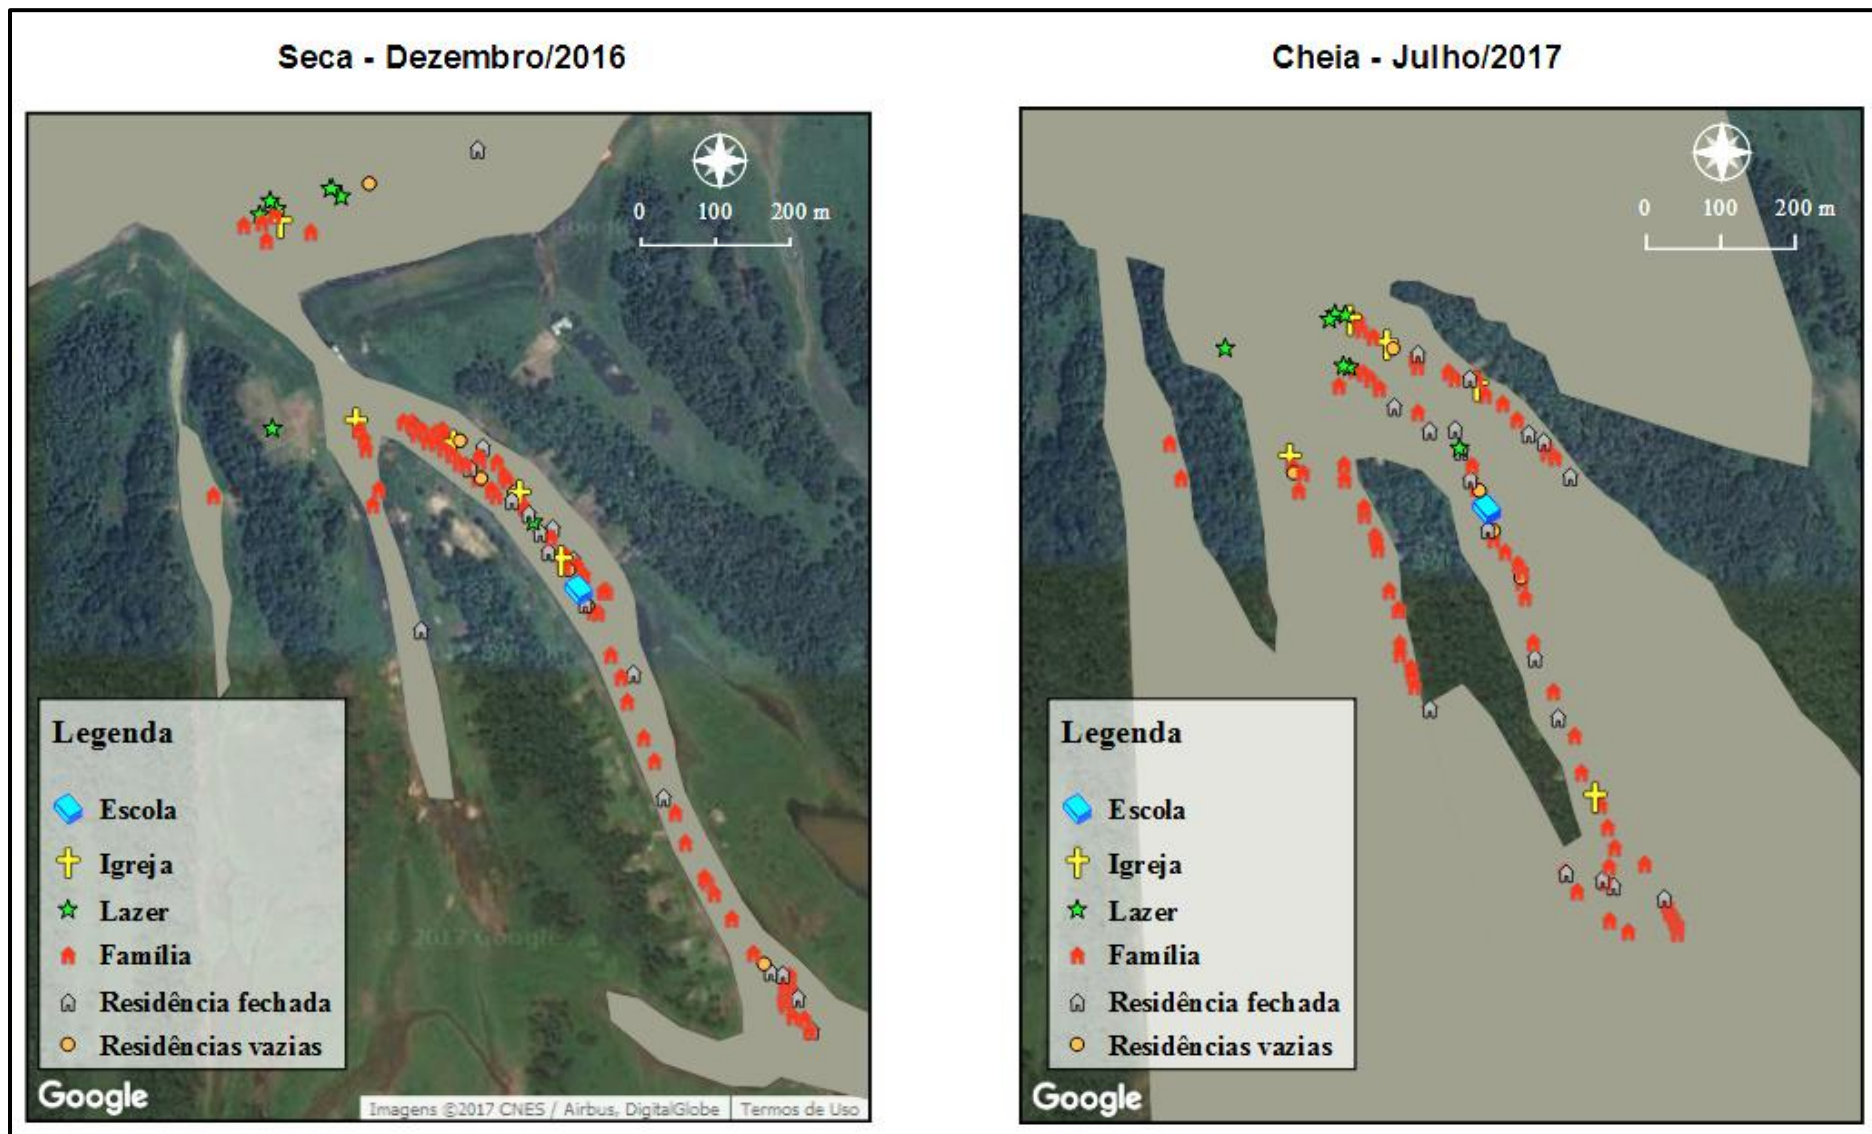 Seca - Dezembro/2016
0 100 200 m
Legenda
Escola
Igreja
Lazer
Família
Residência fechada
Residências vazias
© 2017 Google
Google
Imagens ©2017 CNES / Airbus, DigitalGlobe
Termos de Uso
Cheia - Julho/2017
0 100 200 m
Legenda
Escola
Igreja
Lazer
Família
Residência fechada
Residências vazias
Google